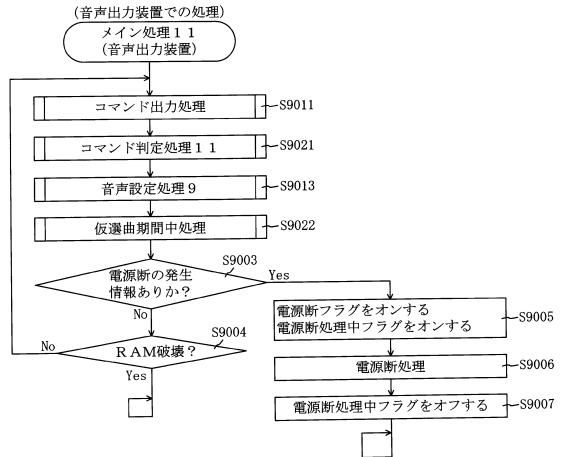 (音声出力装置での処理)
メイン処理11
(音声出力装置)
コマンド出力処理
S9011
コマンド判定処理11
S9021
音声設定処理9
S9013
仮選曲期間中処理
S9022
S9003
電源断の発生
情報ありか?
Yes
No
S9004
RAM破壊?
No
Yes
電源断フラグをオンする
電源断処理中フラグをオンする
S9005
電源断処理
S9006
電源断処理中フラグをオフする
S9007